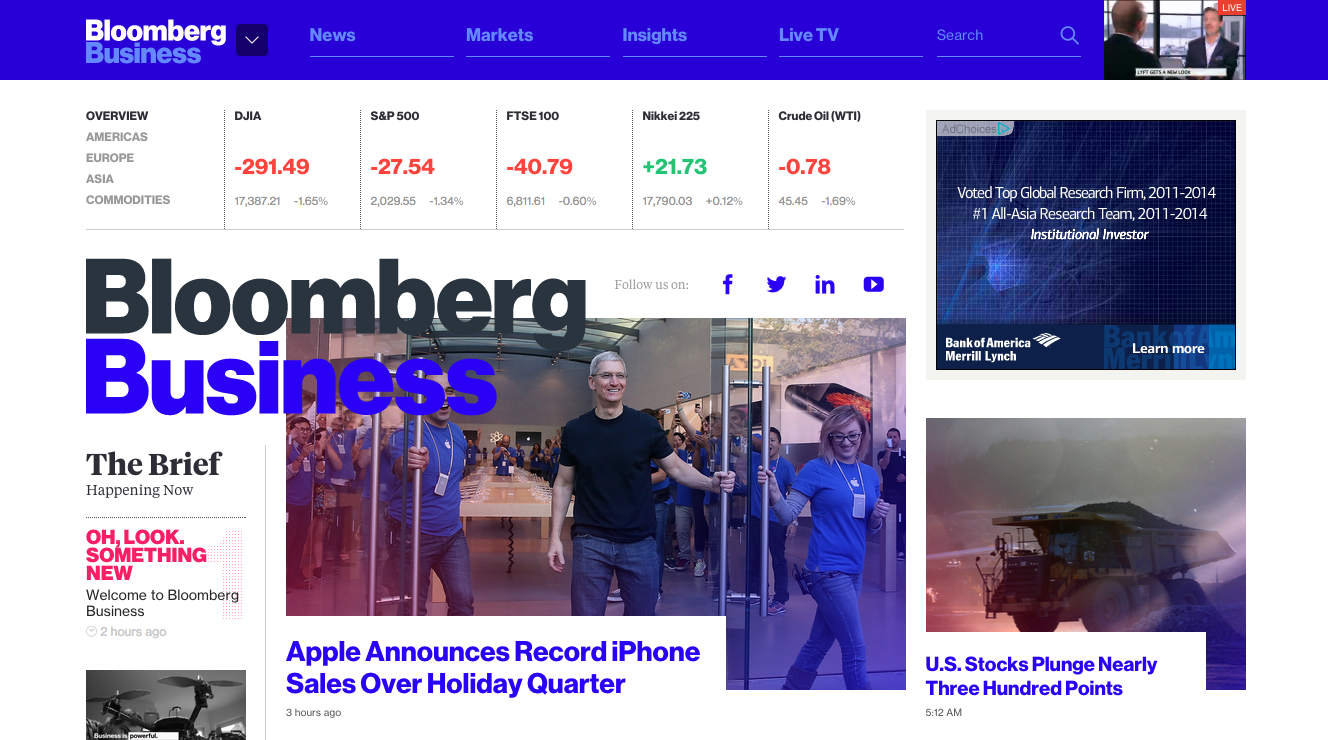 Bloomberg
Business
News
Markets
Insights
Live TV
Search
LIVE
LYFT GETS A NEW LOOK
OVERVIEW
AMERICAS
EUROPE
ASIA
COMMODITIES
DJIA
-291.49
17,387.21 -1.65%
S&P 500
-27.54
2,029.55 -1.34%
FTSE 100
-40.79
6,811.61 -0.60%
Nikkei 225
+21.73
17,790.03 +0.12%
Crude Oil (WTI)
-0.78
45.45 -1.69%
AdChoices
Voted Top Global Research Firm, 2011-2014
#1 All-Asia Research Team, 2011-2014
Institutional Investor
Bank of America
Merrill Lynch
Learn more
Bloomberg
Business
Follow us on:
The Brief
Happening Now
1
OH, LOOK.
SOMETHING
NEW
Welcome to Bloomberg
Business
2 hours ago
Business is powerful.
Apple Announces Record iPhone
Sales Over Holiday Quarter
3 hours ago
U.S. Stocks Plunge Nearly
Three Hundred Points
5:12 AM